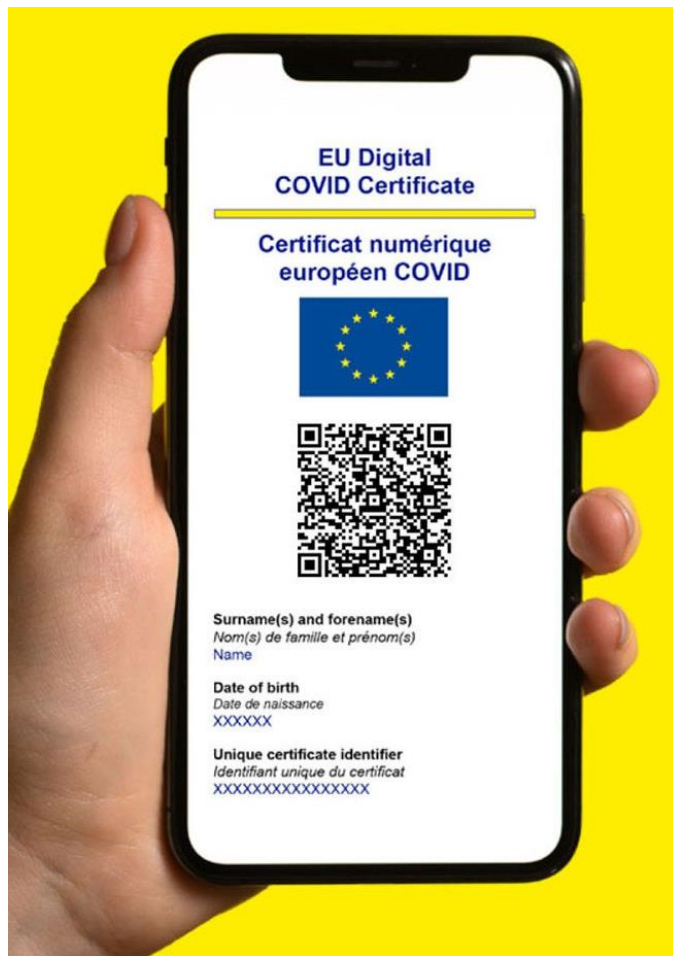 EU Digital
COVID Certificate
Certificat numérique
européen COVID
Surname(s) and forename(s)
Nom(s) de famille et prénom(s)
Name
Date of birth
Date de naissance
XXXXXX
Unique certificate identifier
Identifiant unique du certificat
XXXXXXXXXXXXXXXX